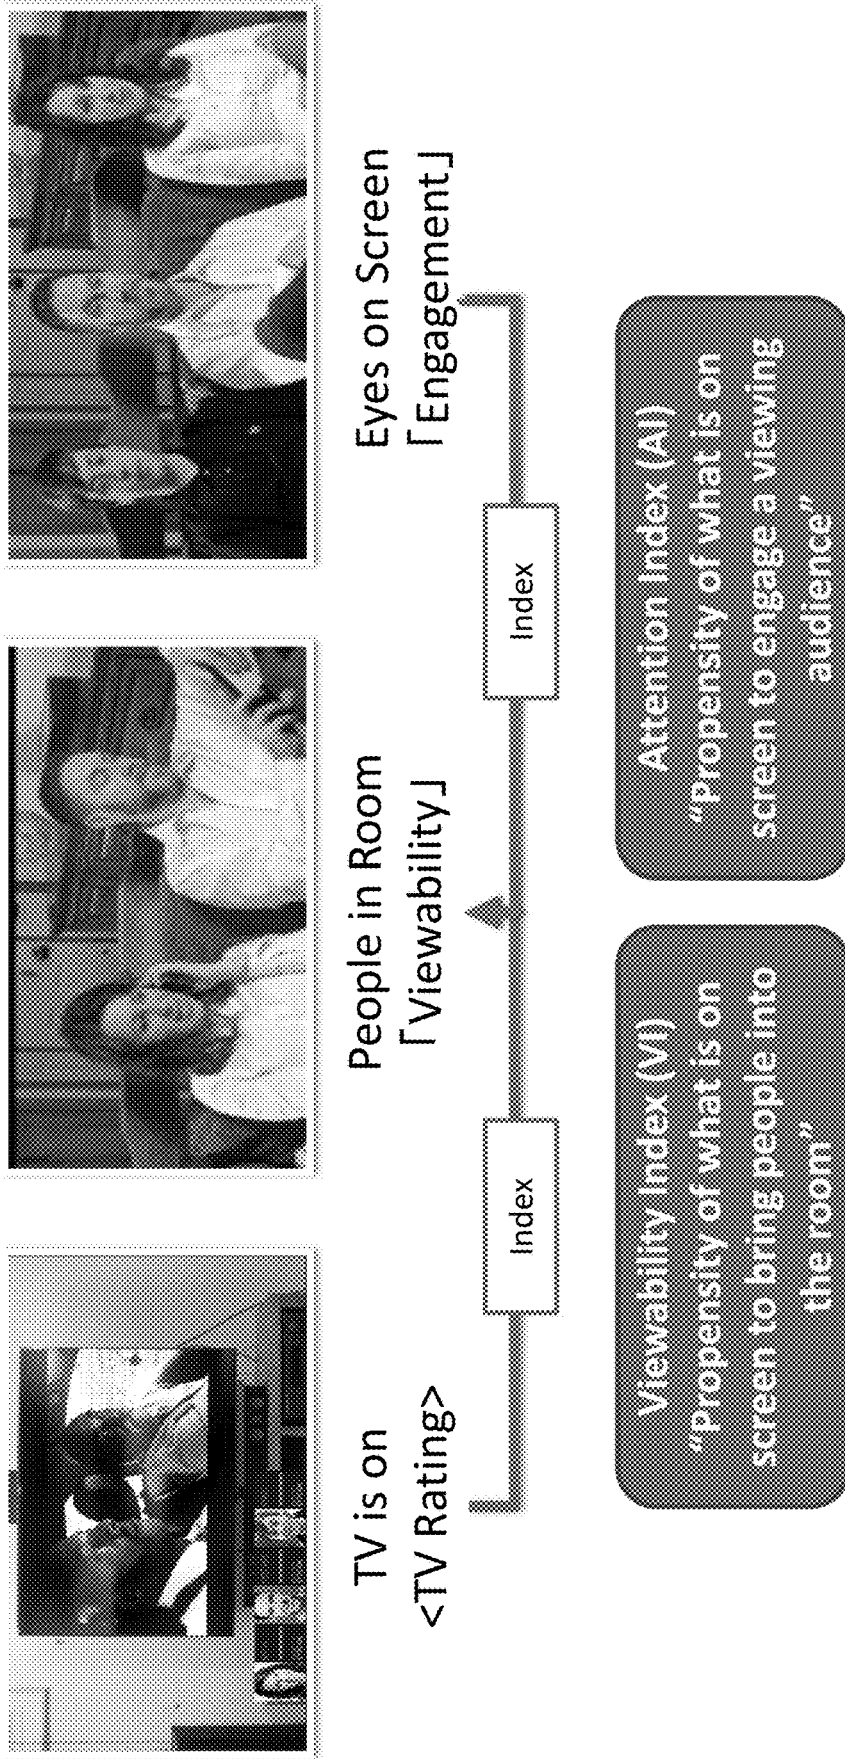 TV is on
<TV Rating>
People in Room
「Viewability」
Eyes on Screen
「Engagement」
Index
Index
Viewability Index (VI)
“Propensity of what is on
screen to bring people into
the room”
Attention Index (AI)
“Propensity of what is on
screen to engage a viewing
audience”